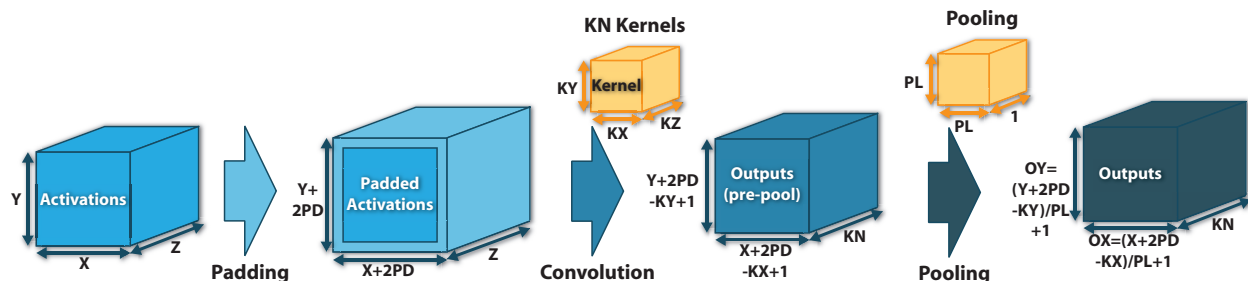 Activations
Y
X
Z
Padding
Y+
2PD
Padded
Activations
X+2PD
Z
KN Kernels
KY
Kernel
KX
KZ
Convolution
Y+2PD
-KY+1
Outputs
(pre-pool)
X+2PD
-KX+1
KN
Pooling
PL
PL
1
Pooling
OY=
(Y+2PD
-KY)/PL
+1
Outputs
OX=(X+2PD
-KX)/PL+1
KN